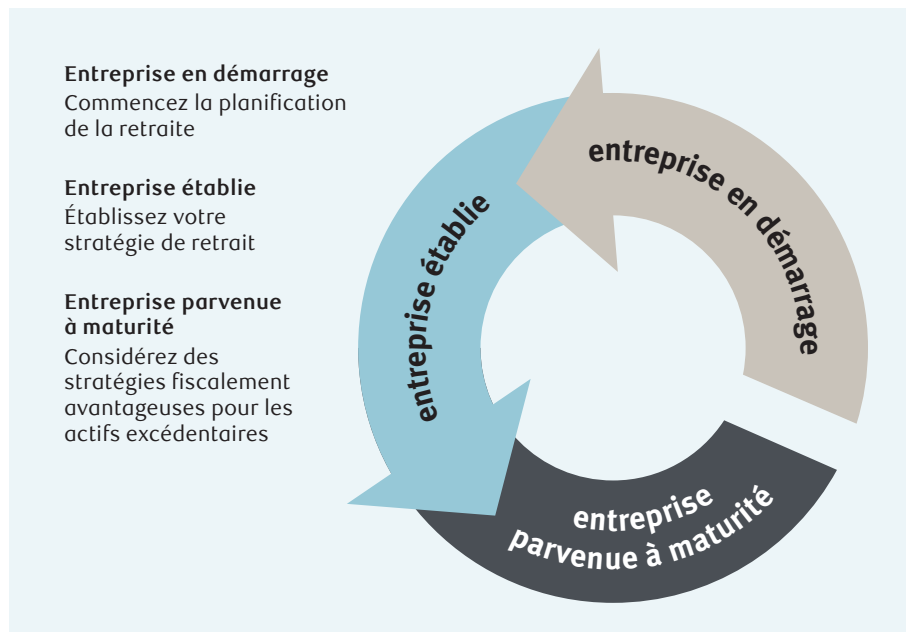 Entreprise en démarrage
Commencez la planification
de la retraite
Entreprise établie
Établissez votre
stratégie de retrait
Entreprise parvenue
à maturité
Considérez des
stratégies fiscalement
avantageuses pour les
actifs excédentaires
entreprise en démarrage
entreprise établie
entreprise
parvenue à maturité